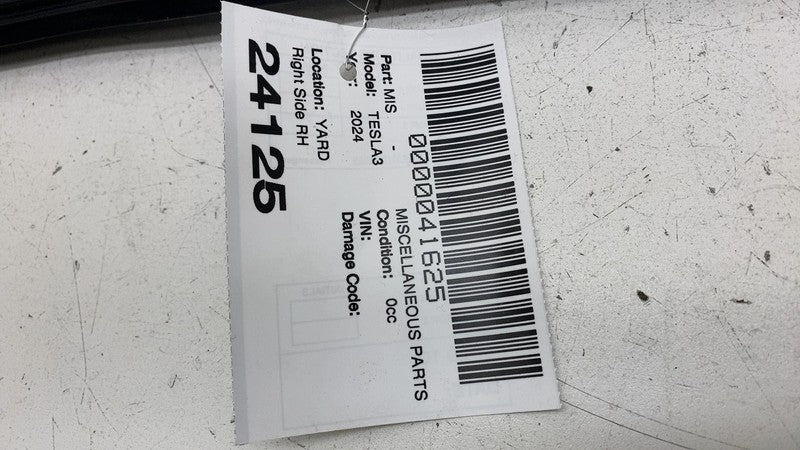 0000041625
Part: MIS - MISCELLANEOUS PARTS
Model: TESLA3 Condition: 0cc
2024 VIN:
Damage Code:
Location: YARD
Right Side RH
24125